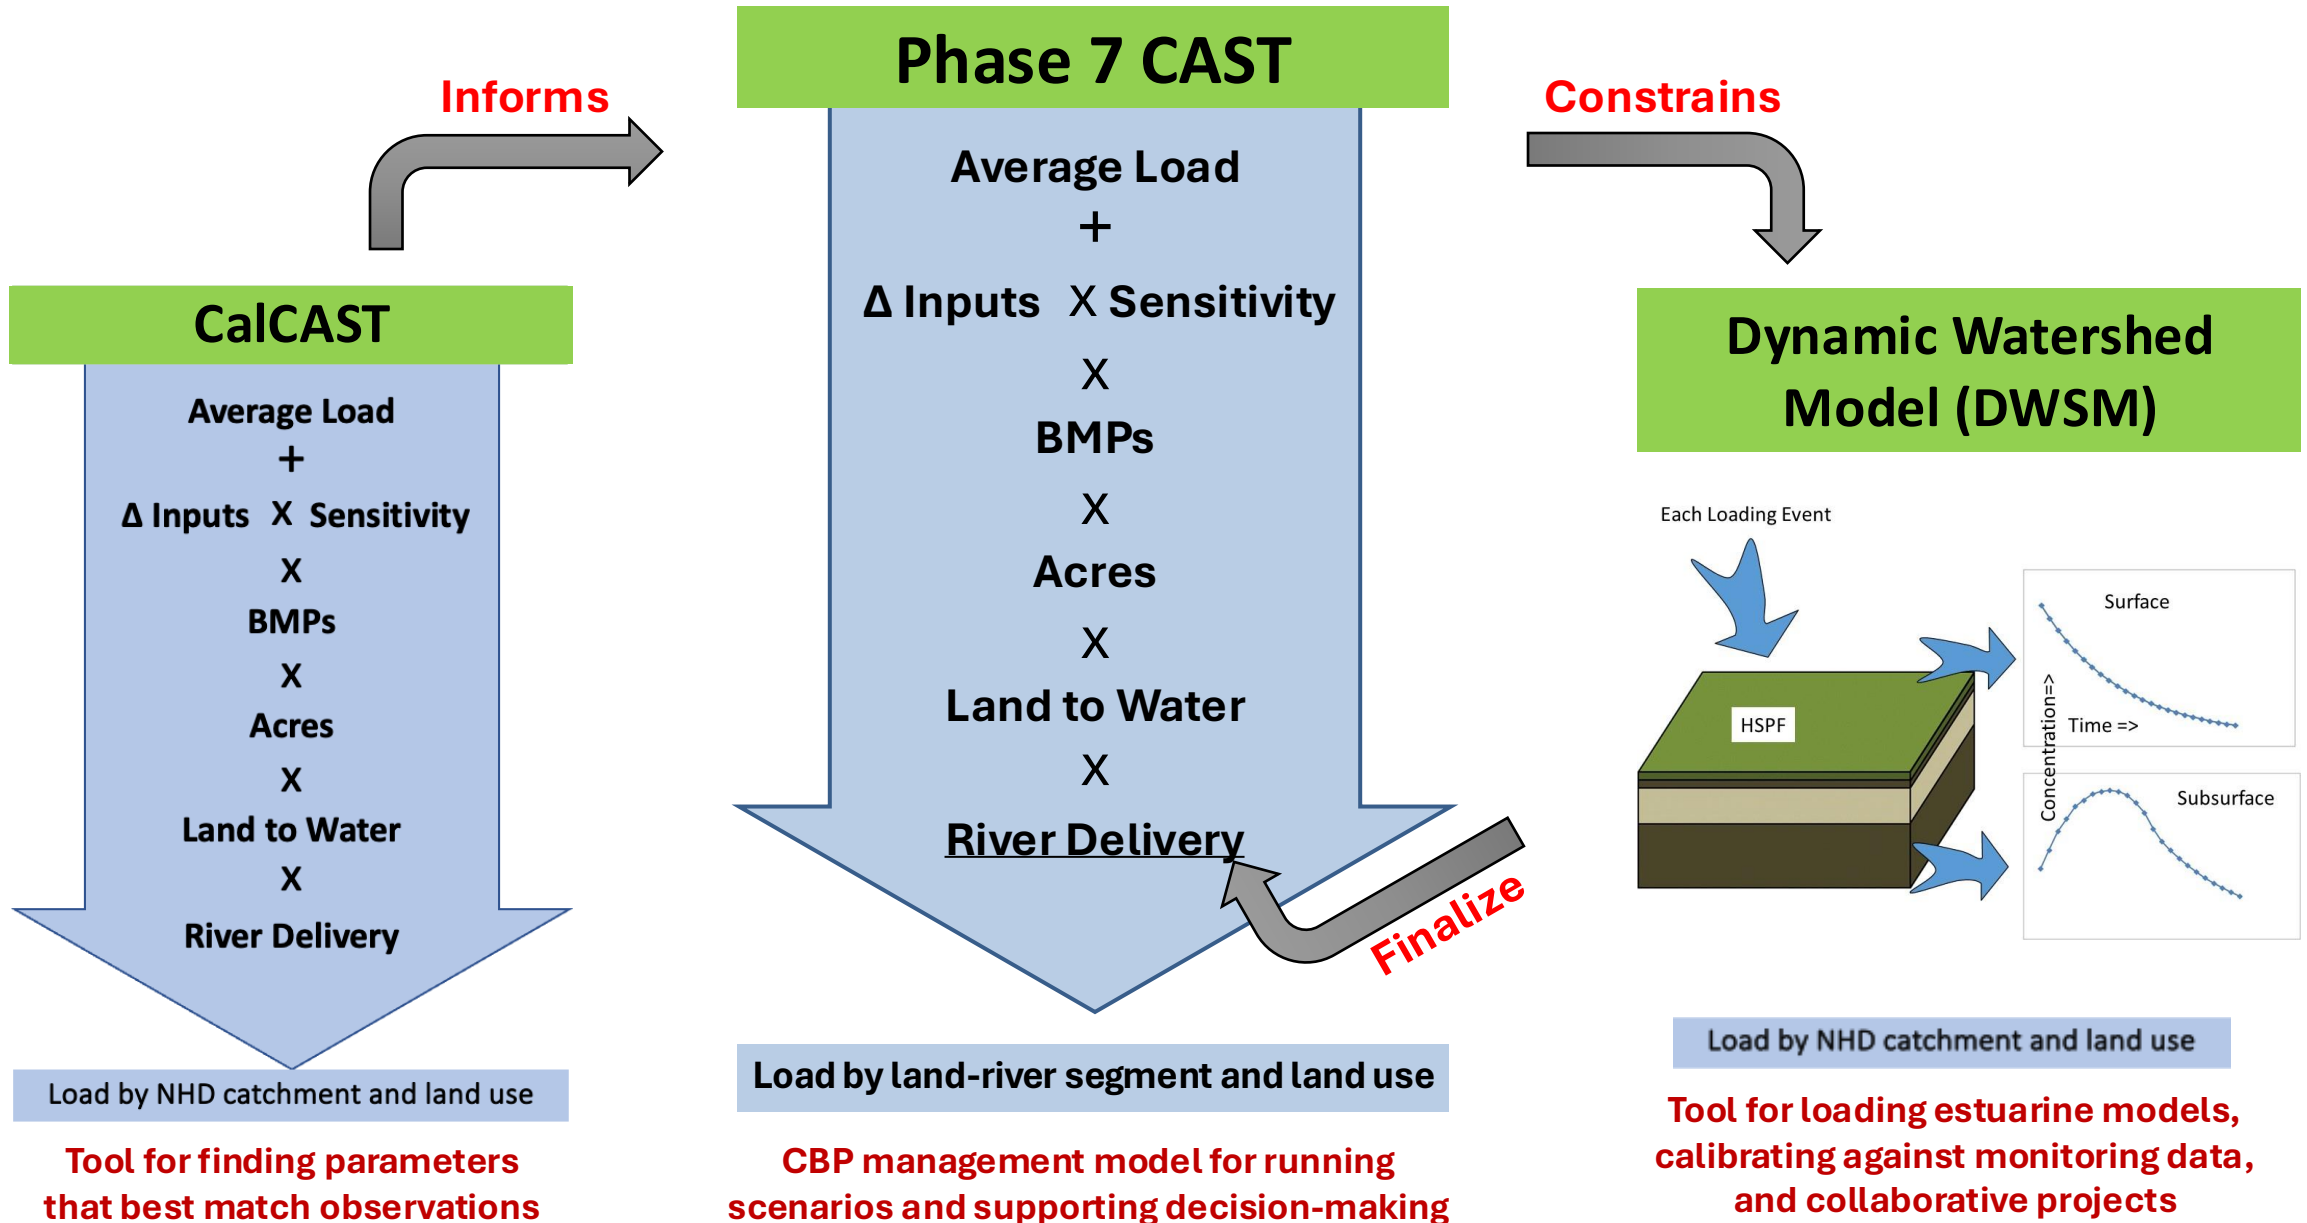 Phase 7 CAST
Informs
Constrains
Average Load
+
Δ Inputs X Sensitivity
X
BMPs
X
Acres
X
Land to Water
X
River Delivery
Finalize
Load by land-river segment and land use
CBP management model for running
scenarios and supporting decision-making
CalCAST
Average Load
+
Δ Inputs X Sensitivity
X
BMPs
X
Acres
X
Land to Water
X
River Delivery
Load by NHD catchment and land use
Tool for finding parameters
that best match observations
Dynamic Watershed
Model (DWSM)
Each Loading Event
HSPF
Surface
Concentration=>
Time =>
Subsurface
Load by NHD catchment and land use
Tool for loading estuarine models,
calibrating against monitoring data,
and collaborative projects